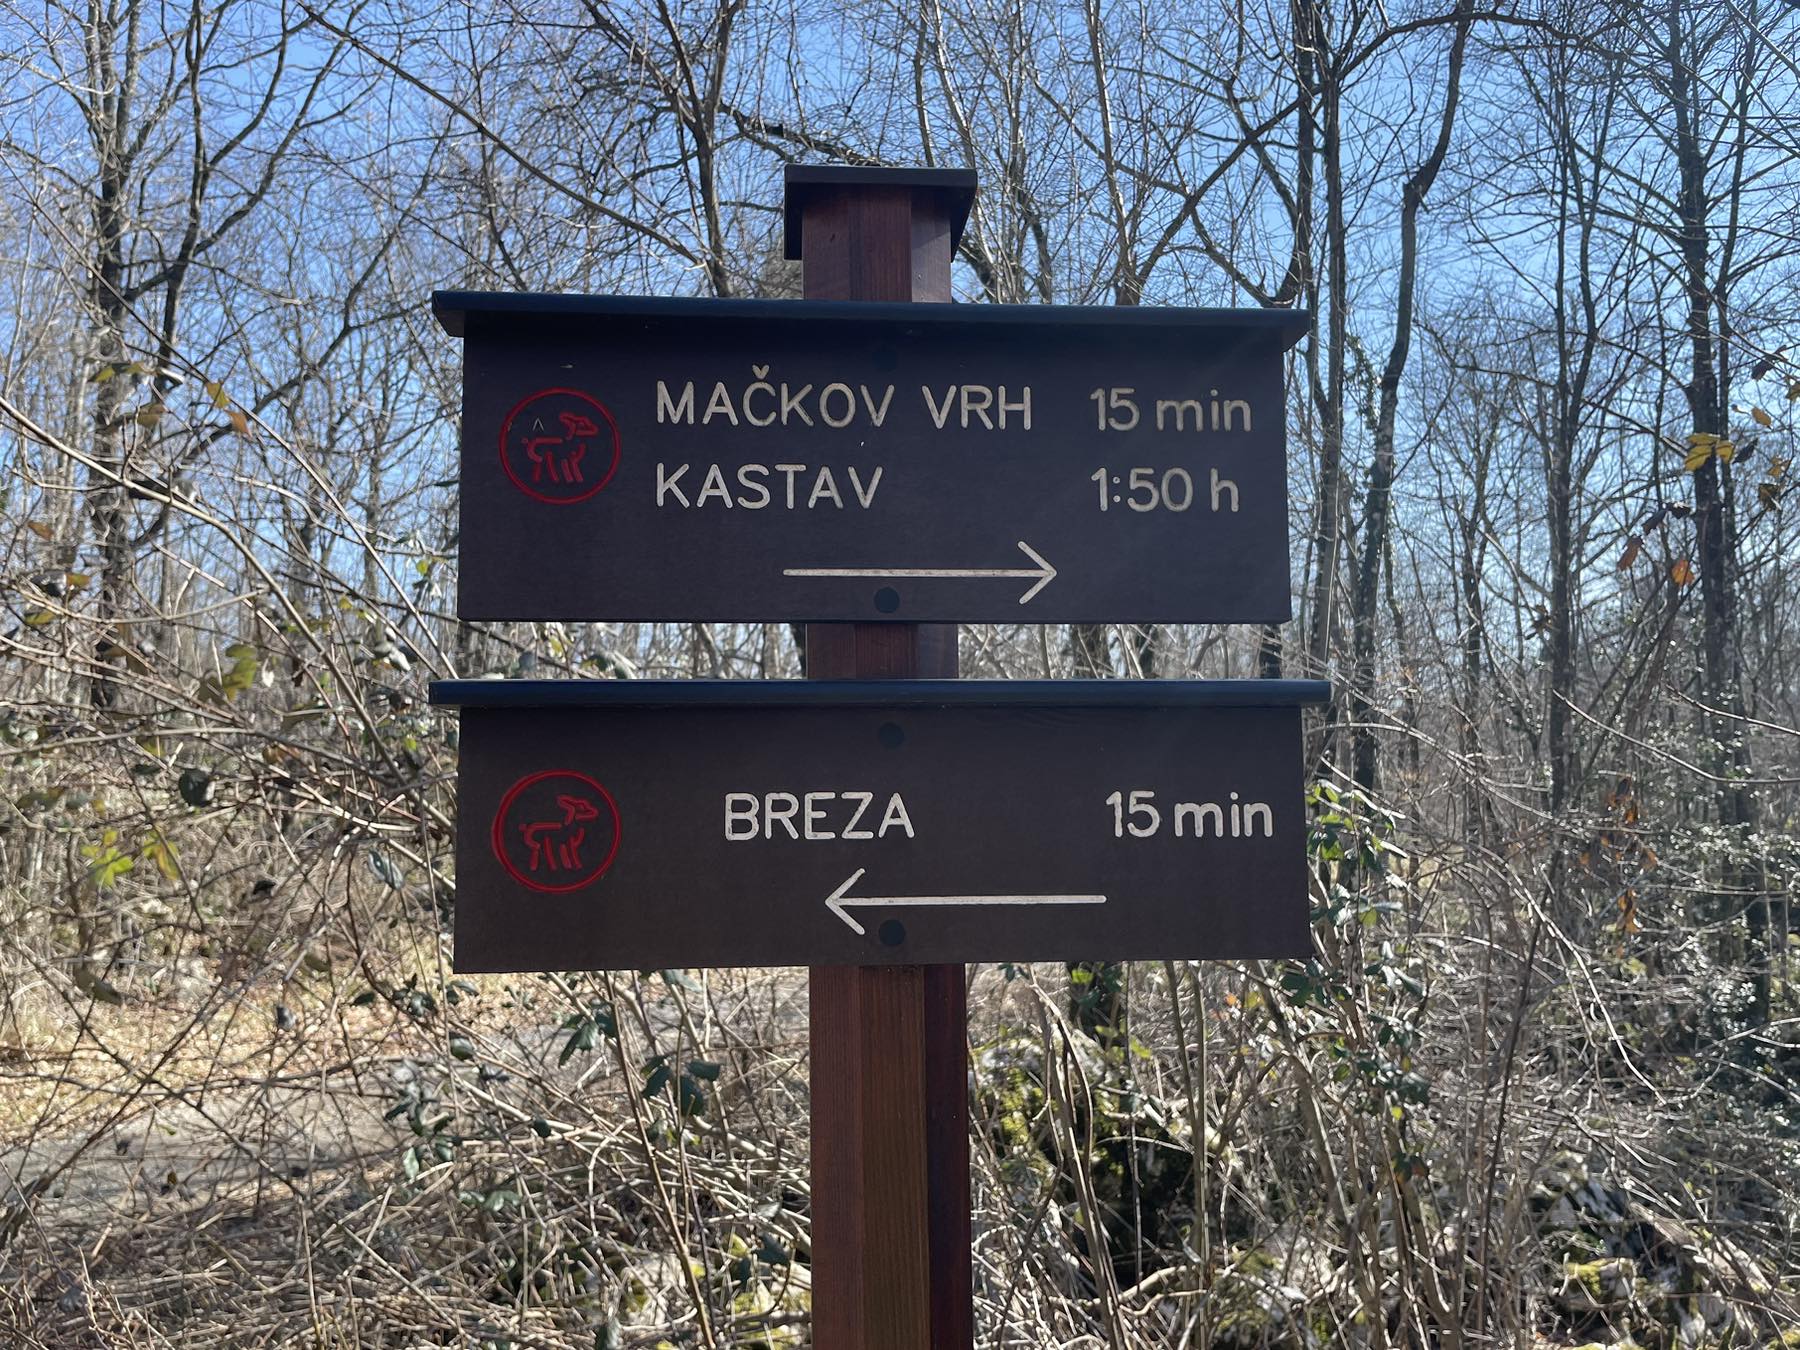 MAČKOV VRH 15 min
KASTAV 1:50 h
BREZA 15 min